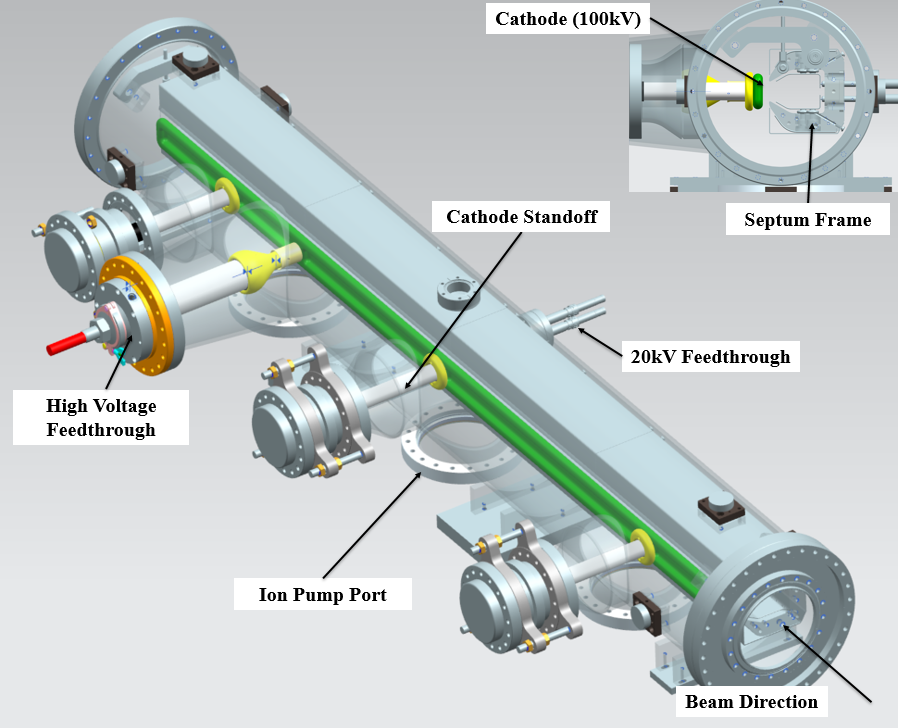 Cathode (100kV)
Septum Frame
Cathode Standoff
20kV Feedthrough
High Voltage
Feedthrough
Ion Pump Port
Beam Direction